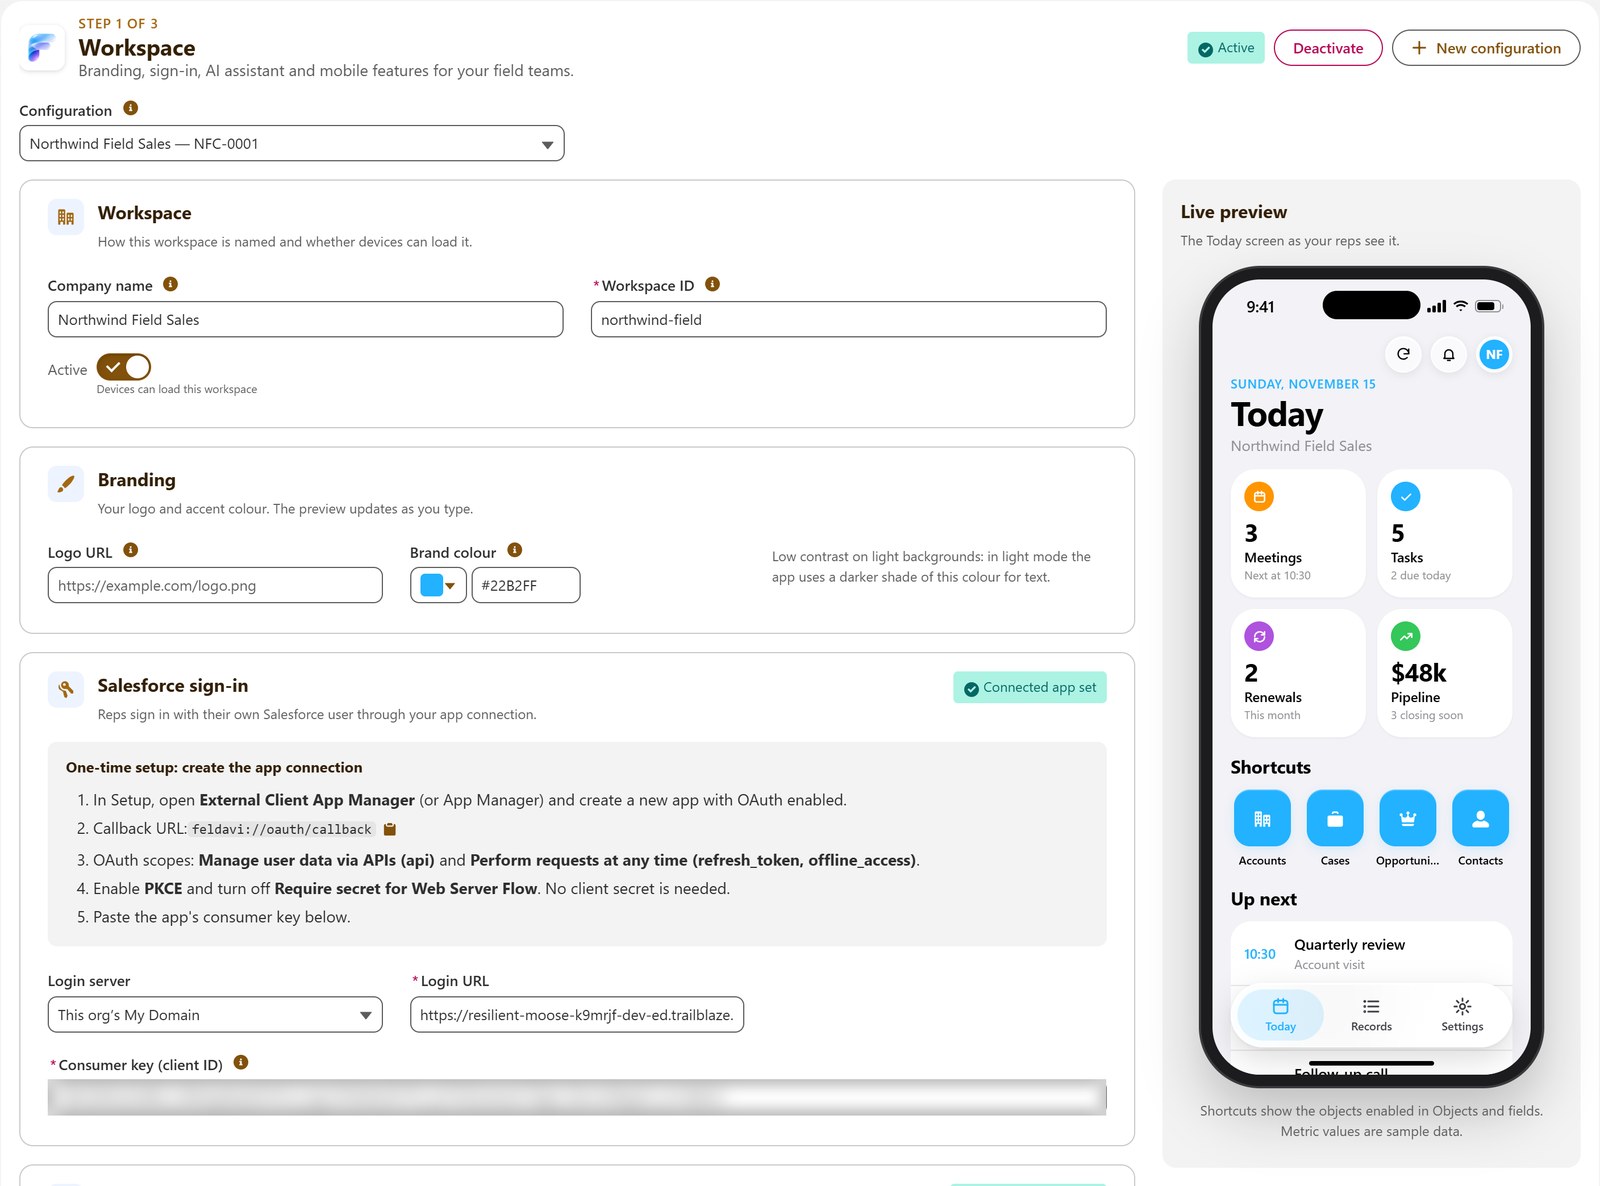 STEP 1 OF 3
Workspace
Branding, sign-in, AI assistant and mobile features for your field teams.
Active
Deactivate
New configuration
Configuration
Northwind Field Sales — NFC-0001
Workspace
How this workspace is named and whether devices can load it.
Company name
*Workspace ID
Northwind Field Sales
northwind-field
Active
Devices can load this workspace
Branding
Your logo and accent colour. The preview updates as you type.
Logo URL
Brand colour
https://example.com/logo.png
#22B2FF
Low contrast on light backgrounds: in light mode the
app uses a darker shade of this colour for text.
Salesforce sign-in
Connected app set
Reps sign in with their own Salesforce user through your app connection.
One-time setup: create the app connection
1. In Setup, open External Client App Manager (or App Manager) and create a new app with OAuth enabled.
2. Callback URL: feldavi://oauth/callback
3. OAuth scopes: Manage user data via APIs (api) and Perform requests at any time (refresh_token, offline_access).
4. Enable PKCE and turn off Require secret for Web Server Flow. No client secret is needed.
5. Paste the app's consumer key below.
Login server
*Login URL
This org’s My Domain
https://resilient-moose-k9mrjf-dev-ed.trailblaze.
*Consumer key (client ID)
Live preview
The Today screen as your reps see it.
9:41
NF
SUNDAY, NOVEMBER 15
Today
Northwind Field Sales
3
Meetings
Next at 10:30
5
Tasks
2 due today
2
Renewals
This month
$48k
Pipeline
3 closing soon
Shortcuts
Accounts
Cases
Opportuni...
Contacts
Up next
10:30
Quarterly review
Account visit
Today
Records
Settings
Follow-up call
Shortcuts show the objects enabled in Objects and fields.
Metric values are sample data.